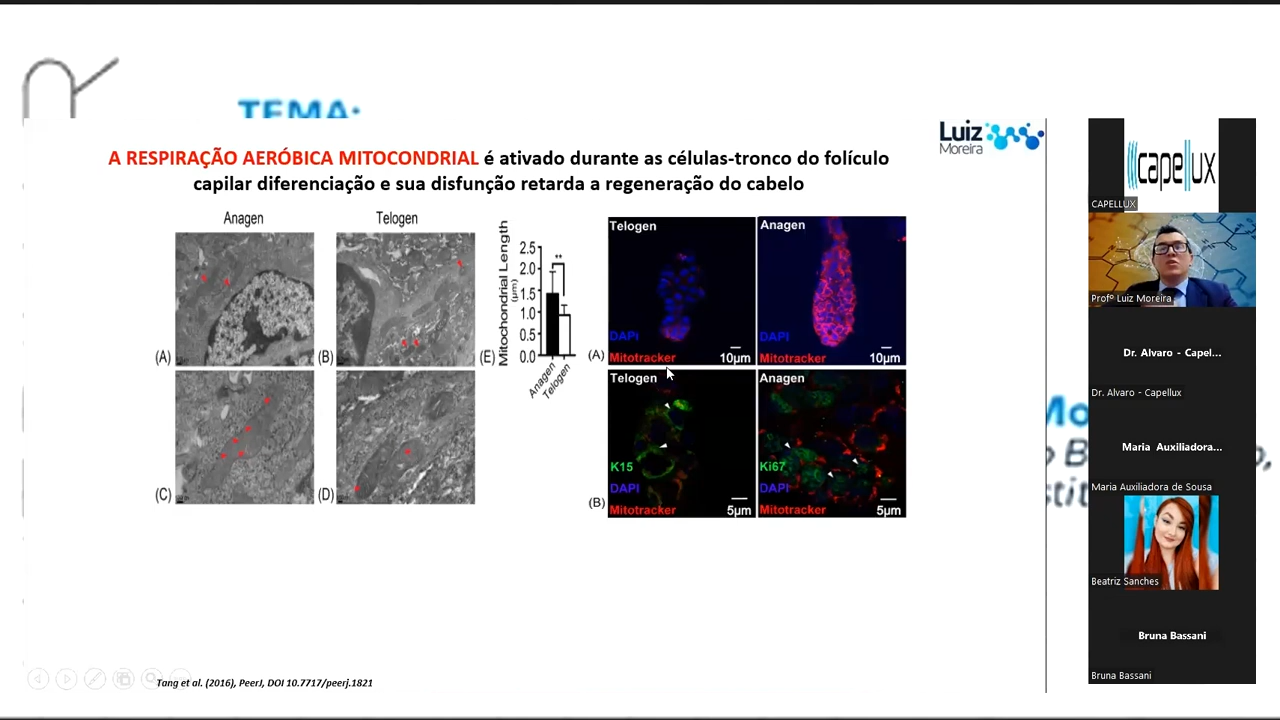 TEMA:
Luiz
Moreira
A RESPIRAÇÃO AERÓBICA MITOCONDRIAL é ativado durante as células-tronco do folículo
capilar diferenciação e sua disfunção retarda a regeneração do cabelo
Anagen
Telogen
(A)
(B)
(C)
(D)
(E)
Mitochondrial Length
(μm)
2.5
2.0
1.5
1.0
0.5
0.0
**
Anagen
Telogen
(A)
Telogen
DAPI
Mitotracker
10μm
Anagen
DAPI
Mitotracker
10μm
(B)
Telogen
K15
DAPI
Mitotracker
5μm
Anagen
Ki67
DAPI
Mitotracker
5μm
Tang et al. (2016), PeerJ, DOI 10.7717/peerj.1821
capellux
CAPELLUX
Profº Luiz Moreira
Dr. Alvaro - Capel...
Dr. Alvaro - Capellux
Maria Auxiliadora...
Maria Auxiliadora de Sousa
Beatriz Sanches
Bruna Bassani
Bruna Bassani